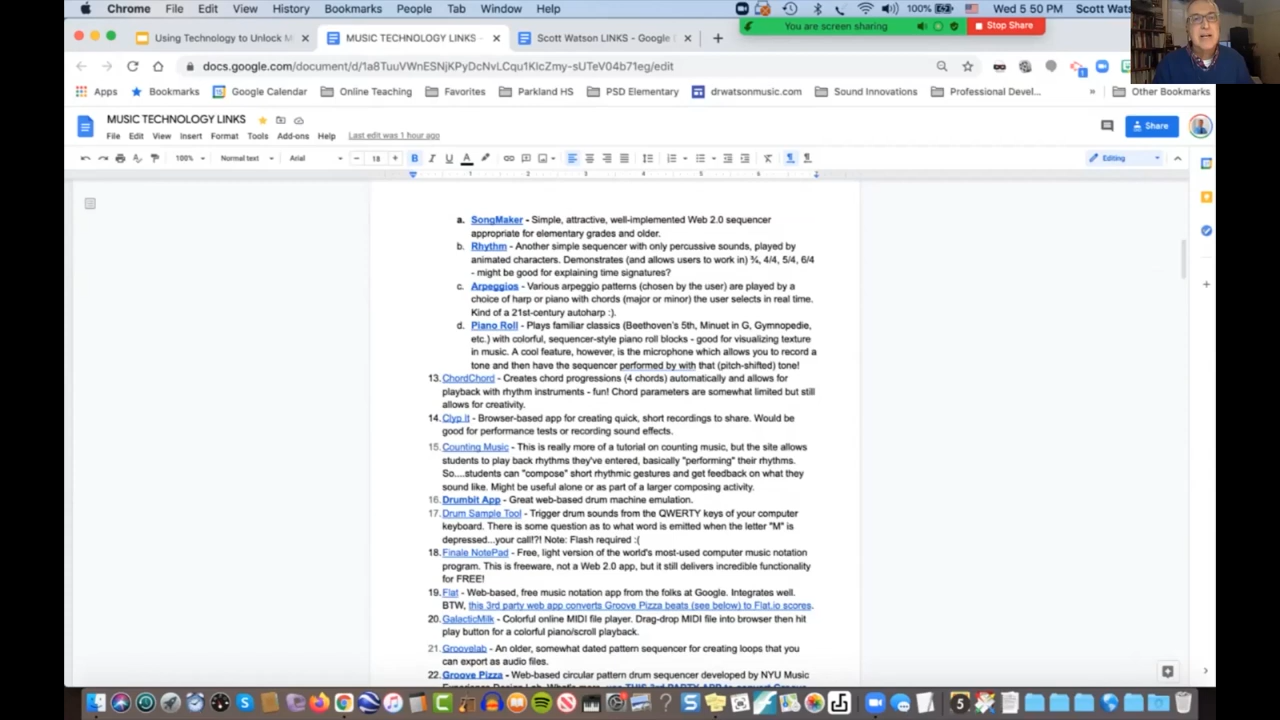 Chrome File Edit View History Bookmarks People Tab Window Help
100% Wed 5 50 PM Scott Watson
You are screen sharing Stop Share
Using Technology to Unlock M
MUSIC TECHNOLOGY LINKS -
Scott Watson LINKS - Google
docs.google.com/document/d/1a8TuuVWnESNjKPyDcNvLCqu1KlcZmy-sUTeV04b71eg/edit
Apps Bookmarks Google Calendar Online Teaching Favorites Parkland HS PSD Elementary drwatsonmusic.com Sound Innovations Professional Devel... » Other Bookmarks
MUSIC TECHNOLOGY LINKS
File Edit View Insert Format Tools Add-ons Help Last edit was 1 hour ago
Share
100% Normal text Arial 18 B I U A Editing
1 2 3 4 5 6
a. SongMaker - Simple, attractive, well-implemented Web 2.0 sequencer
appropriate for elementary grades and older.
b. Rhythm - Another simple sequencer with only percussive sounds, played by
animated characters. Demonstrates (and allows users to work in) ¾, 4/4, 5/4, 6/4
- might be good for explaining time signatures?
c. Arpeggios - Various arpeggio patterns (chosen by the user) are played by a
choice of harp or piano with chords (major or minor) the user selects in real time.
Kind of a 21st-century autoharp :).
d. Piano Roll - Plays familiar classics (Beethoven's 5th, Minuet in G, Gymnopedie,
etc.) with colorful, sequencer-style piano roll blocks - good for visualizing texture
in music. A cool feature, however, is the microphone which allows you to record a
tone and then have the sequencer performed by with that (pitch-shifted) tone!
13. ChordChord - Creates chord progressions (4 chords) automatically and allows for
playback with rhythm instruments - fun! Chord parameters are somewhat limited but still
allows for creativity.
14. Clyp it - Browser-based app for creating quick, short recordings to share. Would be
good for performance tests or recording sound effects.
15. Counting Music - This is really more of a tutorial on counting music, but the site allows
students to play back rhythms they've entered, basically "performing" their rhythms.
So....students can "compose" short rhythmic gestures and get feedback on what they
sound like. Might be useful alone or as part of a larger composing activity.
16. Drumbit App - Great web-based drum machine emulation.
17. Drum Sample Tool - Trigger drum sounds from the QWERTY keys of your computer
keyboard. There is some question as to what word is emitted when the letter "M" is
depressed...your call!?! Note: Flash required :(
18. Finale NotePad - Free, light version of the world's most-used computer music notation
program. This is freeware, not a Web 2.0 app, but it still delivers incredible functionality
for FREE!
19. Flat - Web-based, free music notation app from the folks at Google. Integrates well.
BTW, this 3rd party web app converts Groove Pizza beats (see below) to Flat.io scores.
20. GalacticMilk - Colorful online MIDI file player. Drag-drop MIDI file into browser then hit
play button for a colorful piano/scroll playback.
21. Groovelab - An older, somewhat dated pattern sequencer for creating loops that you
can export as audio files.
22. Groove Pizza - Web-based circular pattern drum sequencer developed by NYU Music